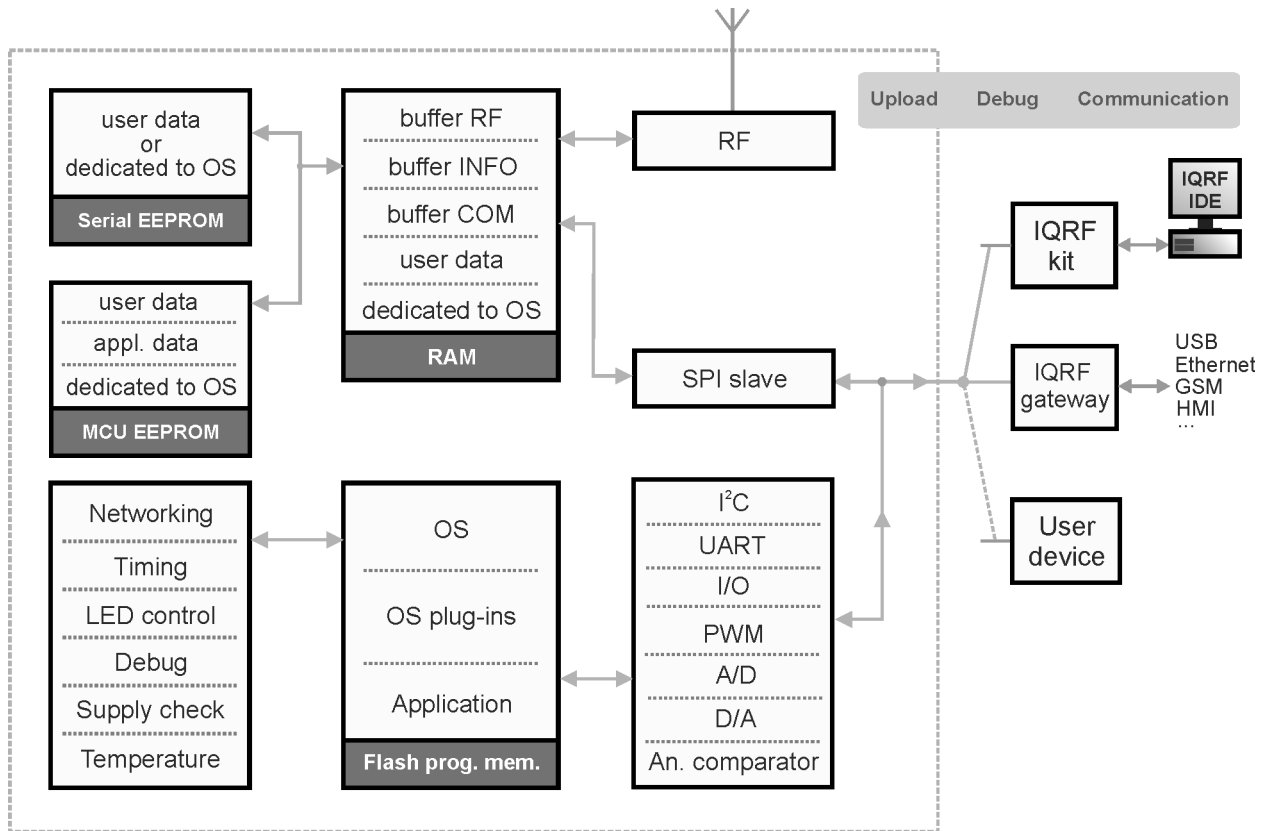 Upload Debug Communication
user data
or
dedicated to OS
Serial EEPROM
user data
appl. data
dedicated to OS
MCU EEPROM
buffer RF
buffer INFO
buffer COM
user data
dedicated to OS
RAM
RF
SPI slave
IQRF
kit
IQRF
IDE
IQRF
gateway
USB
Ethernet
GSM
HMI
...
User
device
Networking
Timing
LED control
Debug
Supply check
Temperature
OS
OS plug-ins
Application
Flash prog. mem.
I²C
UART
I/O
PWM
A/D
D/A
An. comparator